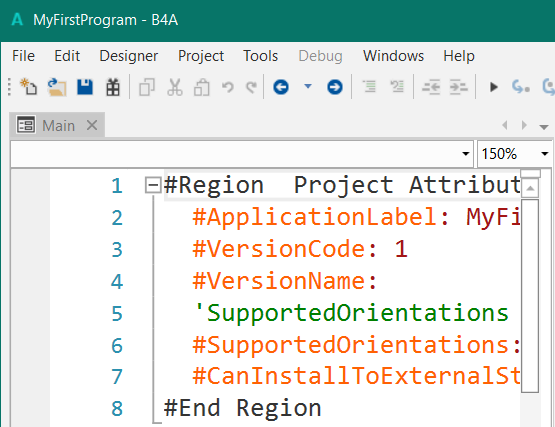 A MyFirstProgram - B4A
File Edit Designer Project Tools Debug Windows Help
Main
150%
1 #Region  Project Attribut
2 #ApplicationLabel: MyFi
3 #VersionCode: 1
4 #VersionName:
5 'SupportedOrientations
6 #SupportedOrientations:
7 #CanInstallToExternalSt
8 #End Region